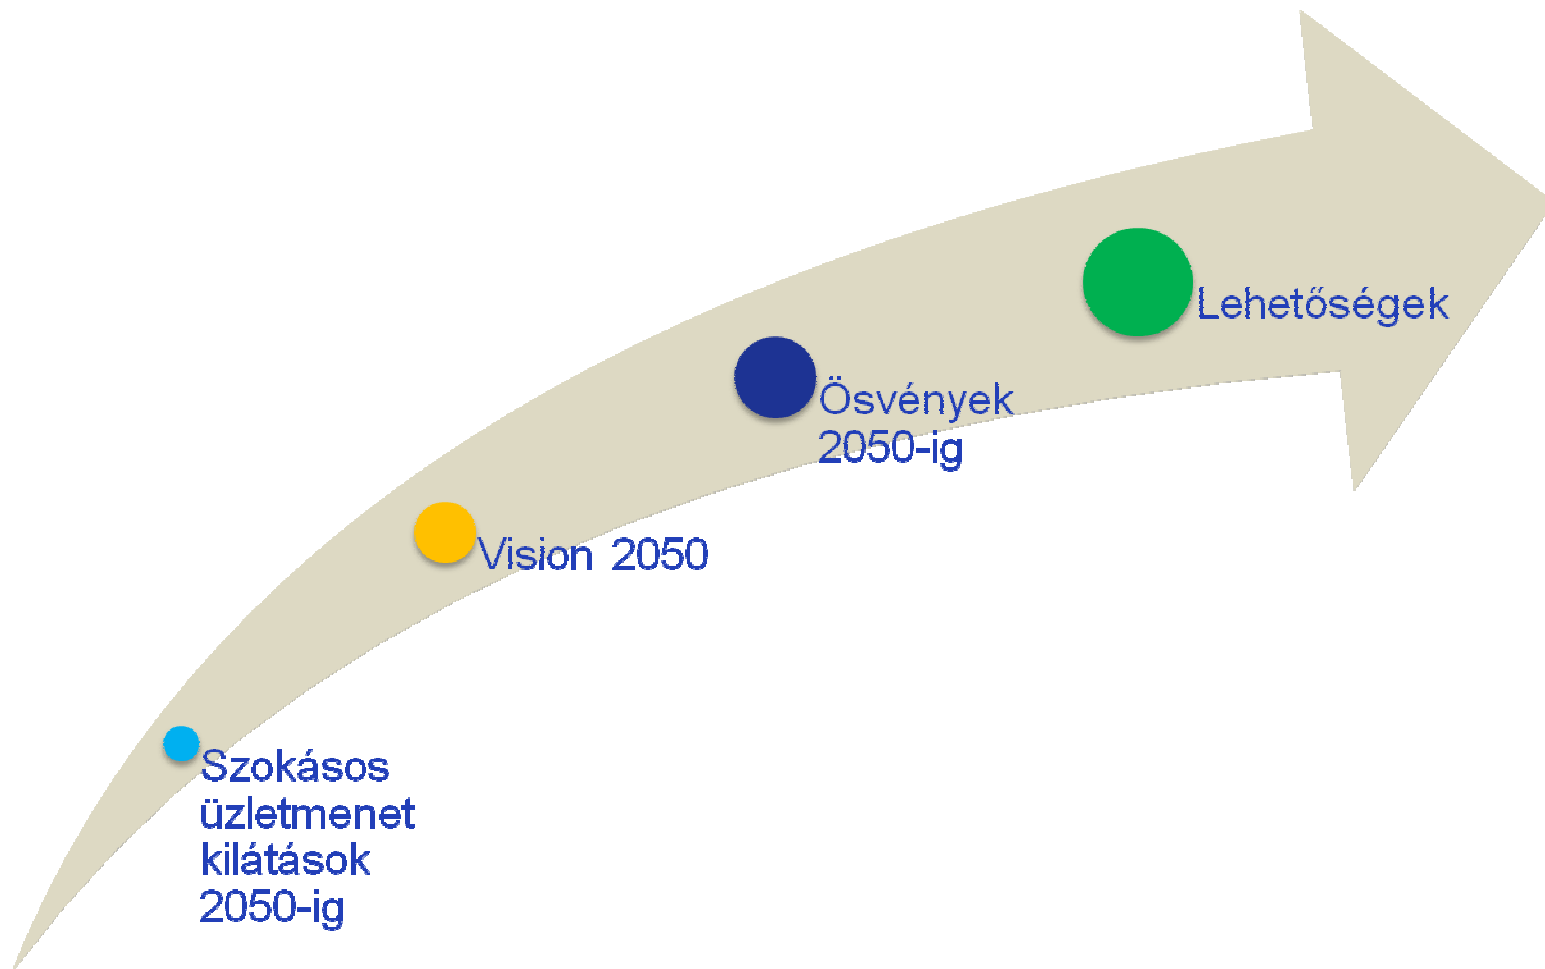 Lehetőségek
Ösvények
2050-ig
Vision 2050
Szokásos
üzletmenet
kilátások
2050-ig